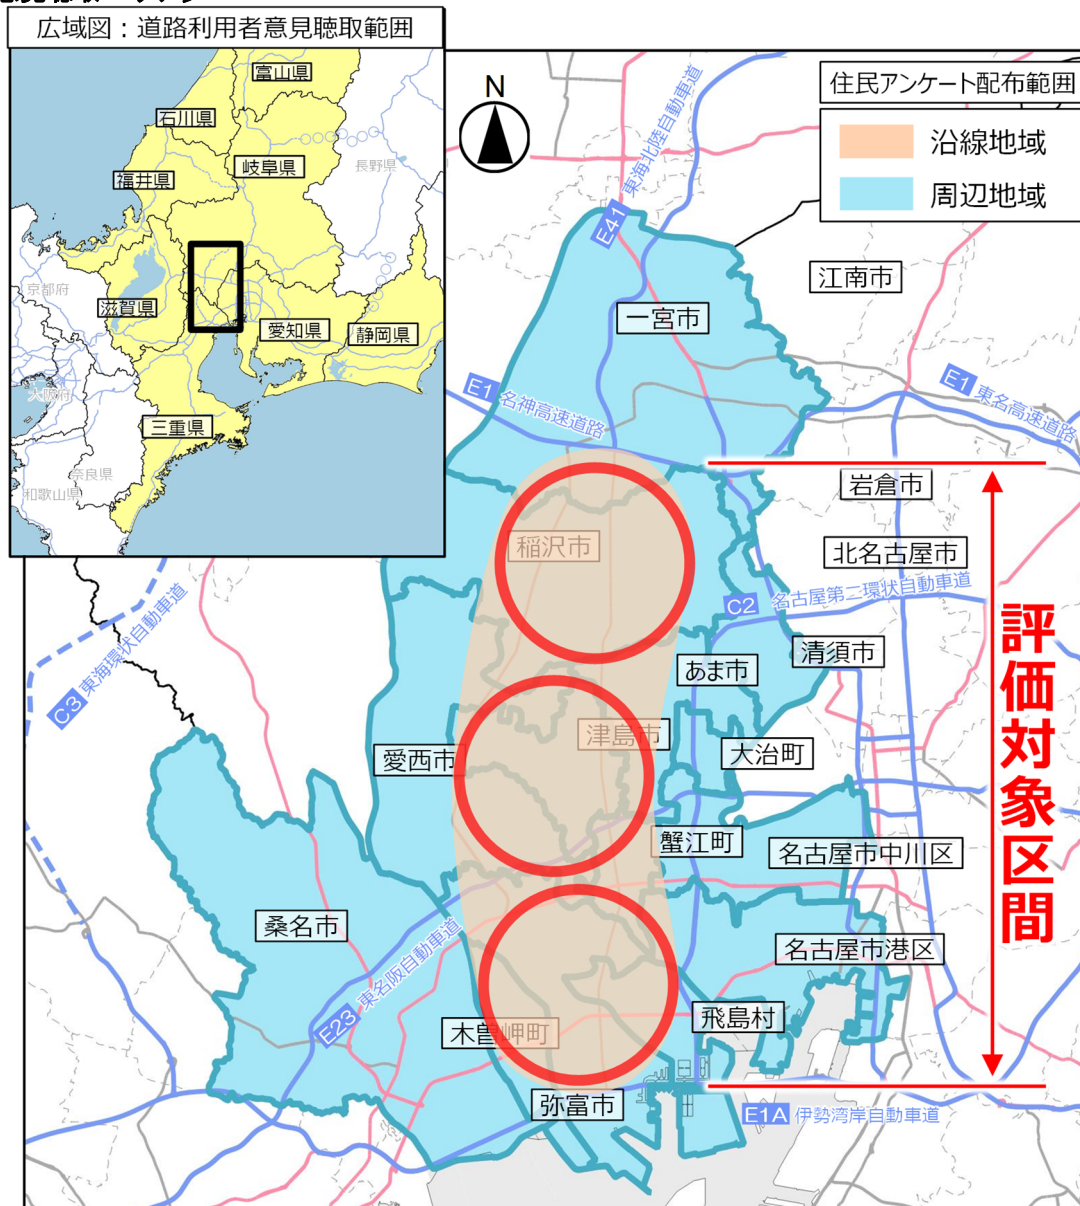 広域図：道路利用者意見聴取範囲
富山県
石川県
岐阜県
長野県
福井県
京都府
滋賀県
愛知県
静岡県
大阪府
三重県
奈良県
和歌山県
N
住民アンケート配布範囲
沿線地域
周辺地域
E41 東海北陸自動車道
江南市
一宮市
E1 名神高速道路
E1 東名高速道路
岩倉市
稲沢市
北名古屋市
C2 名古屋第二環状自動車道
C3 東海環状自動車道
清須市
あま市
評価対象区間
津島市
愛西市
大治町
蟹江町
名古屋市中川区
桑名市
名古屋市港区
E23 東名阪自動車道
飛島村
木曽岬町
弥富市
E1A 伊勢湾岸自動車道